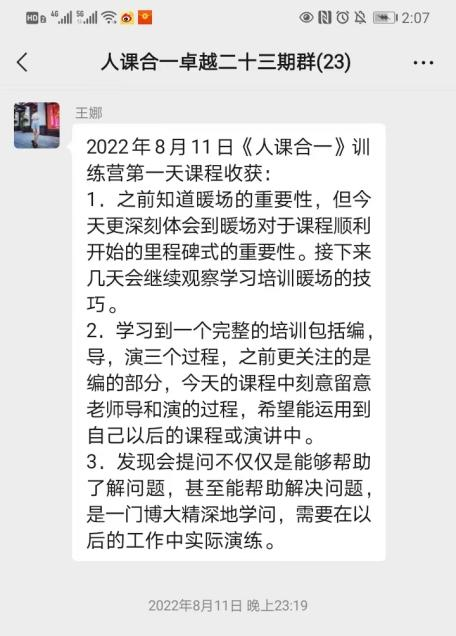 HD 4G 5G 2:07
人课合一卓越二十三期群(23)
王娜
2022年8月11日《人课合一》训
练营第一天课程收获：
1．之前知道暖场的重要性，但今
天更深刻体会到暖场对于课程顺利
开始的里程碑式的重要性。接下来
几天会继续观察学习培训暖场的技
巧。
2．学习到一个完整的培训包括编，
导，演三个过程，之前更关注的是
编的部分，今天的课程中刻意留意
老师导和演的过程，希望能运用到
自己以后的课程或演讲中。
3．发现会提问不仅仅是能够帮助
了解问题，甚至能帮助解决问题，
是一门博大精深地学问，需要在以
后的工作中实际演练。
2022年8月11日 晚上23:19